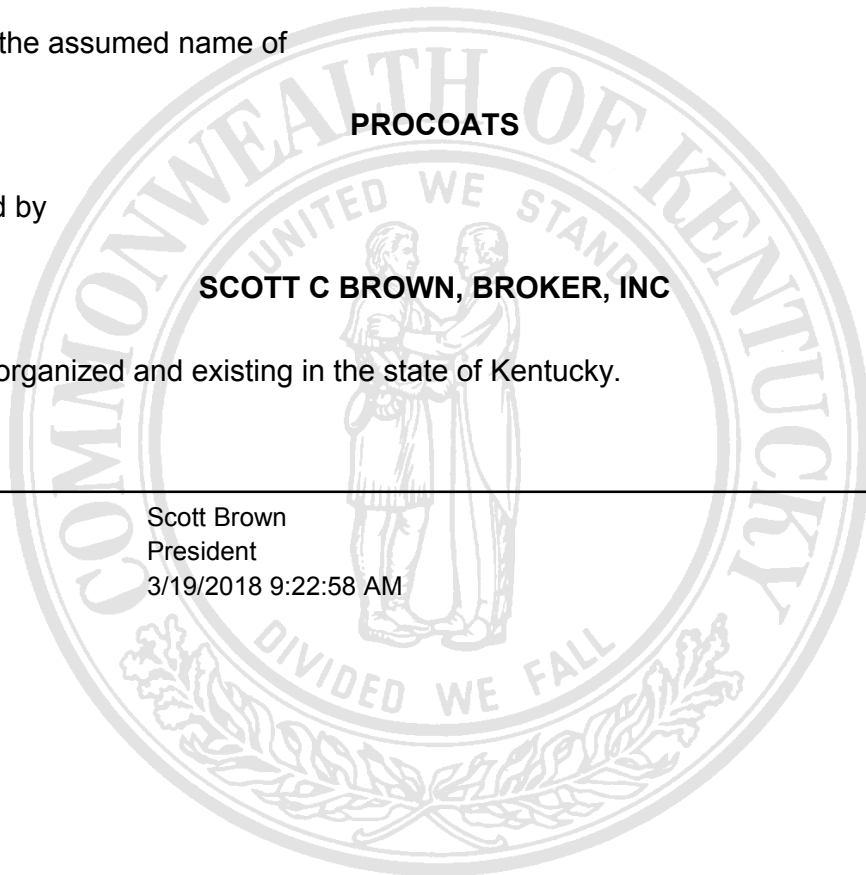 the assumed name of
PROCOATS
d by
SCOTT C BROWN, BROKER, INC
organized and existing in the state of Kentucky.
Scott Brown
President
3/19/2018 9:22:58 AM
COMMONWEALTH OF KENTUCKY
UNITED WE STAND
DIVIDED WE FALL